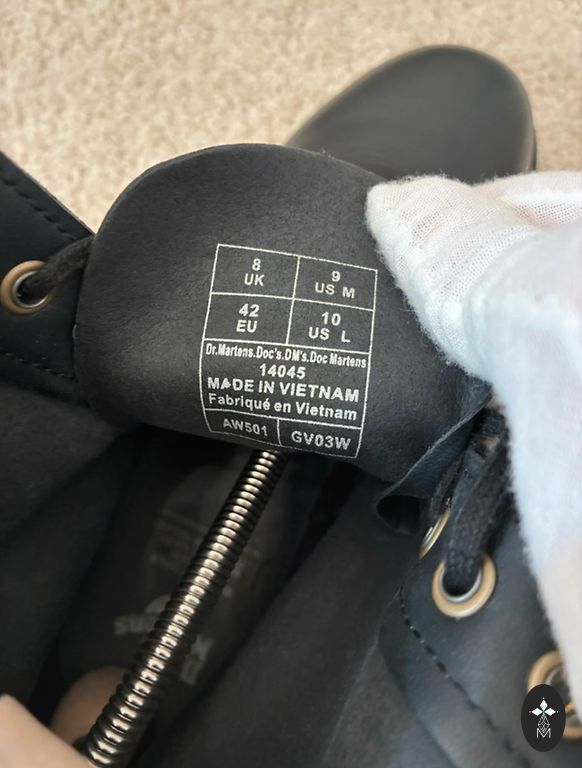 8 9
UK US M
42 10
EU US L
Dr.Martens.Doc's.DM's.Doc Martens
14045
MADE IN VIETNAM
Fabriqué en Vietnam
AW501 GV03W
M